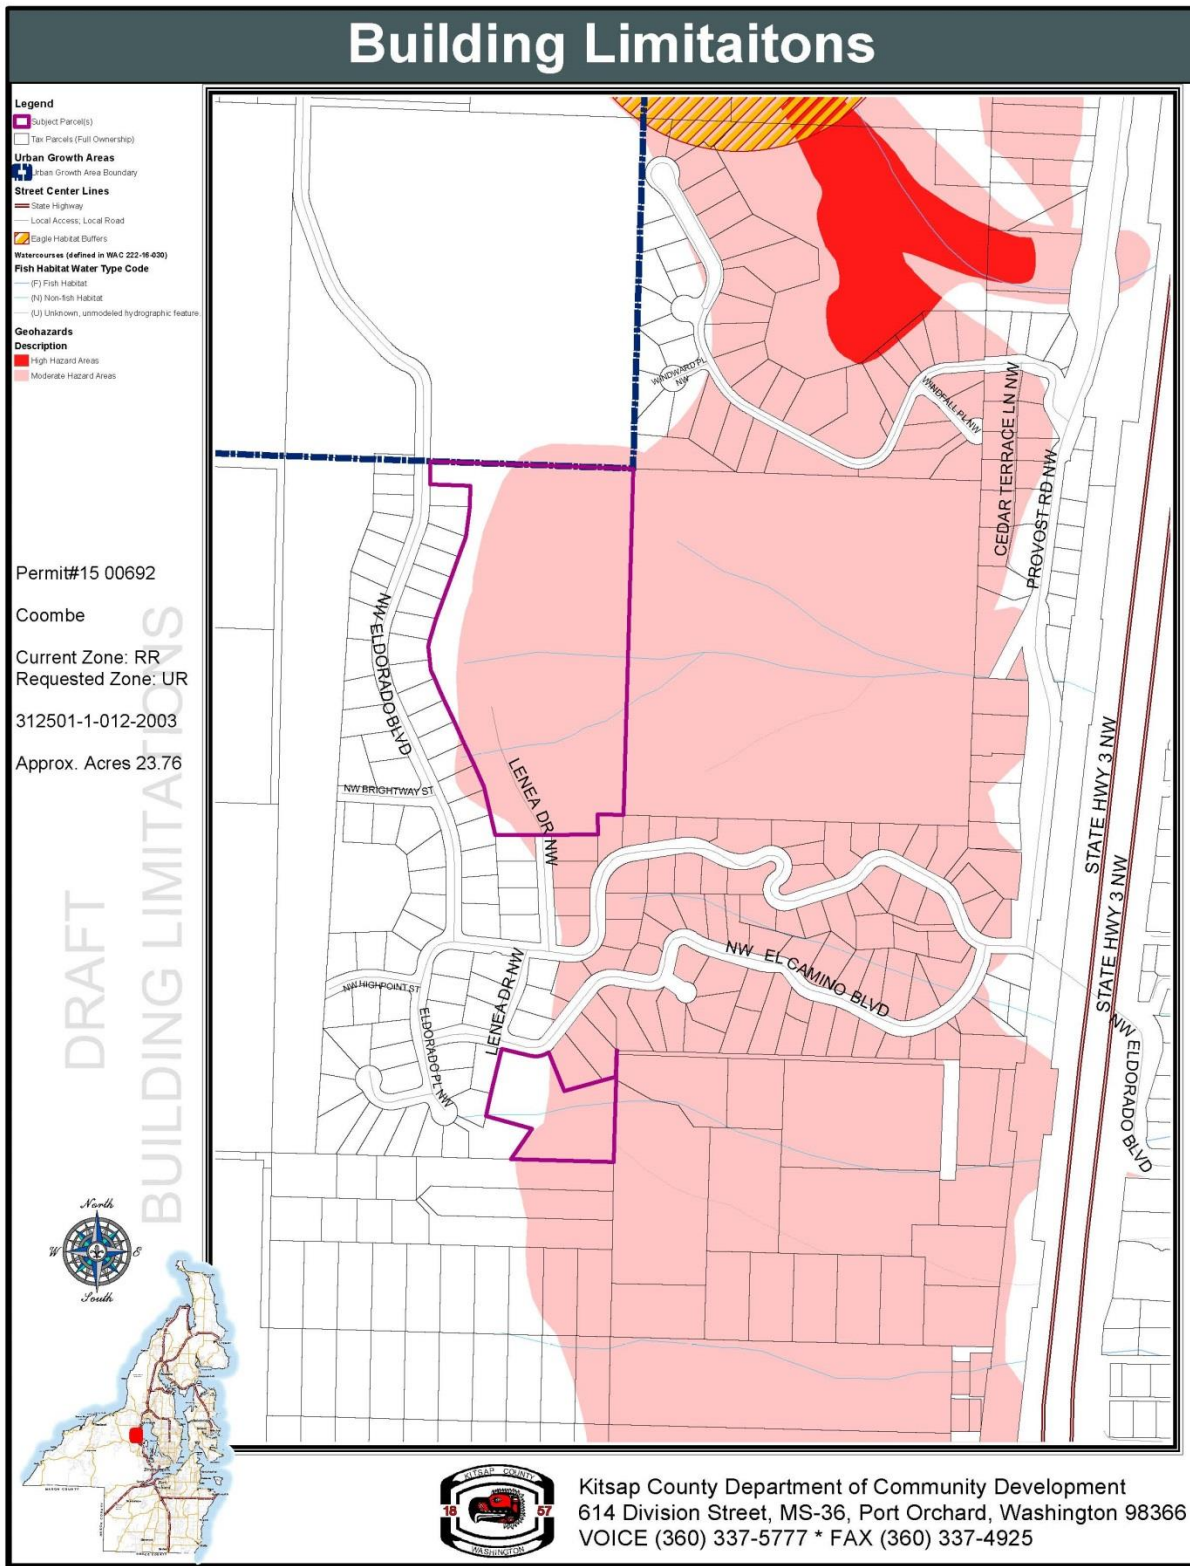 Building Limitaitons
Legend
Subject Parcel(s)
Tax Parcels (Full Ownership)
Urban Growth Areas
Urban Growth Area Boundary
Street Center Lines
State Highway
Local Access; Local Road
Eagle Habitat Buffers
Watercourses (defined in WAC 222-16-030)
Fish Habitat Water Type Code
(F) Fish Habitat
(N) Non-fish Habitat
(U) Unknown, unmodeled hydrographic feature
Geohazards
Description
High Hazard Areas
Moderate Hazard Areas
Permit#15 00692
Coombe
Current Zone: RR
Requested Zone: UR
312501-1-012-2003
Approx. Acres 23.76
DRAFT
BUILDING LIMITATIONS
WINDWARD PL
NW
WINDFALL PL NW
CEDAR TERRACE LN NW
PROVOST RD NW
NW ELDORADO BLVD
LENEA DR NW
NW BRIGHTWAY ST
STATE HWY 3 NW
STATE HWY 3 NW
NW EL CAMINO BLVD
NW HIGHPOINT ST
LENEA DR NW
ELDORADO PL NW
NW ELDORADO BLVD
North
W
E
South
KITSAP COUNTY
18
57
WASHINGTON
Kitsap County Department of Community Development
614 Division Street, MS-36, Port Orchard, Washington 98366
VOICE (360) 337-5777 * FAX (360) 337-4925